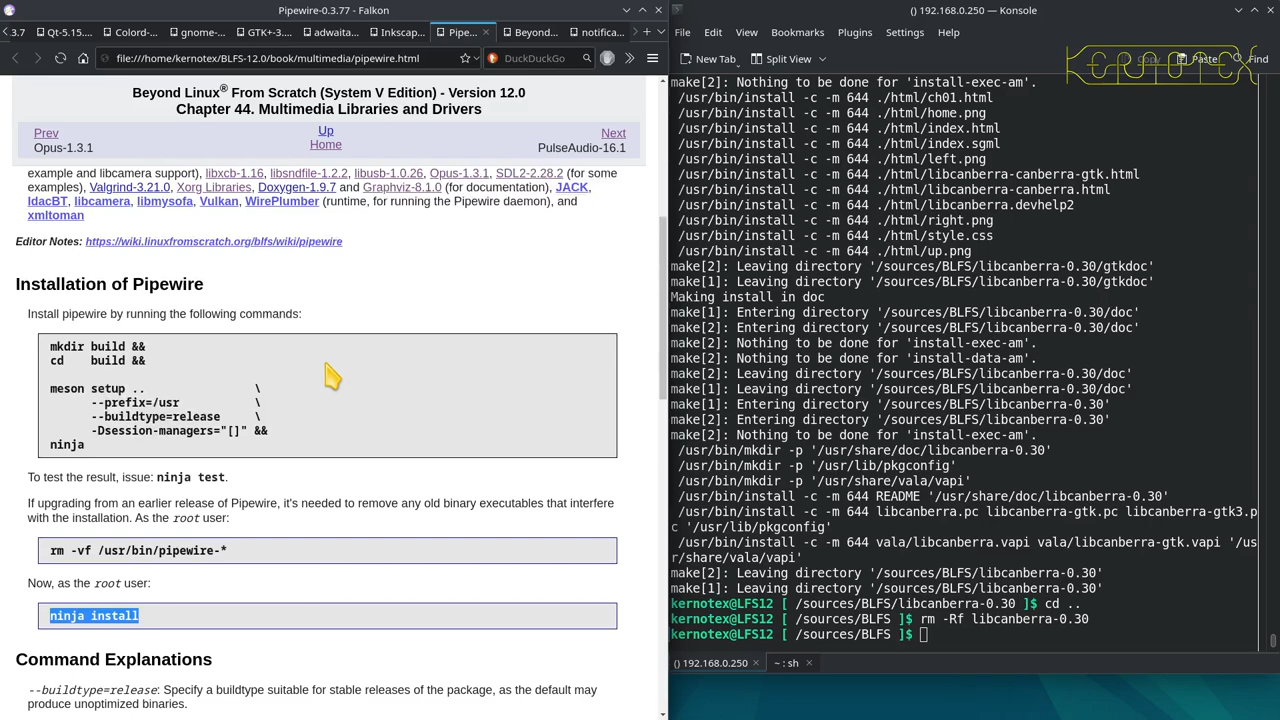 Pipewire-0.3.77 - Falkon
3.7
Qt-5.15...
Colord-...
gnome-...
GTK+-3....
adwaita...
Inkscap...
Pipe...
Beyond...
notifica...
file:///home/kernotex/BLFS-12.0/book/multimedia/pipewire.html
DuckDuckGo
Beyond Linux® From Scratch (System V Edition) - Version 12.0
Chapter 44. Multimedia Libraries and Drivers
Prev
Up
Next
Opus-1.3.1
Home
PulseAudio-16.1
example and libcamera support), libxcb-1.16, libsndfile-1.2.2, libusb-1.0.26, Opus-1.3.1, SDL2-2.28.2 (for some
examples), Valgrind-3.21.0, Xorg Libraries, Doxygen-1.9.7 and Graphviz-8.1.0 (for documentation), JACK,
ldacBT, libcamera, libmysofa, Vulkan, WirePlumber (runtime, for running the Pipewire daemon), and
xmltoman
Editor Notes: https://wiki.linuxfromscratch.org/blfs/wiki/pipewire
Installation of Pipewire
Install pipewire by running the following commands:
mkdir build &&
cd    build &&
meson setup ..                 \
      --prefix=/usr            \
      --buildtype=release      \
      -Dsession-managers="[]" &&
ninja
To test the result, issue: ninja test.
If upgrading from an earlier release of Pipewire, it's needed to remove any old binary executables that interfere
with the installation. As the root user:
rm -vf /usr/bin/pipewire-*
Now, as the root user:
ninja install
Command Explanations
--buildtype=release: Specify a buildtype suitable for stable releases of the package, as the default may
produce unoptimized binaries.
() 192.168.0.250 — Konsole
File Edit View Bookmarks Plugins Settings Help
New Tab Split View Copy Paste Find
KERNOTEX
make[2]: Nothing to be done for 'install-exec-am'.
/usr/bin/install -c -m 644 ./html/ch01.html
/usr/bin/install -c -m 644 ./html/home.png
/usr/bin/install -c -m 644 ./html/index.html
/usr/bin/install -c -m 644 ./html/index.sgml
/usr/bin/install -c -m 644 ./html/left.png
/usr/bin/install -c -m 644 ./html/libcanberra-canberra-gtk.html
/usr/bin/install -c -m 644 ./html/libcanberra-canberra.html
/usr/bin/install -c -m 644 ./html/libcanberra.devhelp2
/usr/bin/install -c -m 644 ./html/right.png
/usr/bin/install -c -m 644 ./html/style.css
/usr/bin/install -c -m 644 ./html/up.png
make[2]: Leaving directory '/sources/BLFS/libcanberra-0.30/gtkdoc'
make[1]: Leaving directory '/sources/BLFS/libcanberra-0.30/gtkdoc'
Making install in doc
make[1]: Entering directory '/sources/BLFS/libcanberra-0.30/doc'
make[2]: Entering directory '/sources/BLFS/libcanberra-0.30/doc'
make[2]: Nothing to be done for 'install-exec-am'.
make[2]: Nothing to be done for 'install-data-am'.
make[2]: Leaving directory '/sources/BLFS/libcanberra-0.30/doc'
make[1]: Leaving directory '/sources/BLFS/libcanberra-0.30/doc'
make[1]: Entering directory '/sources/BLFS/libcanberra-0.30'
make[2]: Entering directory '/sources/BLFS/libcanberra-0.30'
make[2]: Nothing to be done for 'install-exec-am'.
/usr/bin/mkdir -p '/usr/share/doc/libcanberra-0.30'
/usr/bin/mkdir -p '/usr/lib/pkgconfig'
/usr/bin/mkdir -p '/usr/share/vala/vapi'
/usr/bin/install -c -m 644 README '/usr/share/doc/libcanberra-0.30'
/usr/bin/install -c -m 644 libcanberra.pc libcanberra-gtk.pc libcanberra-gtk3.p
c '/usr/lib/pkgconfig'
/usr/bin/install -c -m 644 vala/libcanberra.vapi vala/libcanberra-gtk.vapi '/us
r/share/vala/vapi'
make[2]: Leaving directory '/sources/BLFS/libcanberra-0.30'
make[1]: Leaving directory '/sources/BLFS/libcanberra-0.30'
kernotex@LFS12 [ /sources/BLFS/libcanberra-0.30 ]$ cd ..
kernotex@LFS12 [ /sources/BLFS ]$ rm -Rf libcanberra-0.30
kernotex@LFS12 [ /sources/BLFS ]$
() 192.168.0.250
~ : sh